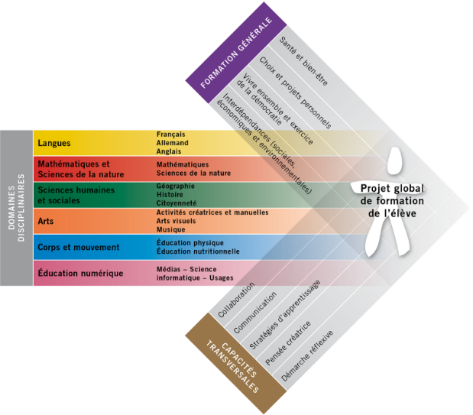 FORMATION GÉNÉRALE
Santé et bien-être
Choix et projets personnels
Vivre ensemble et exercice
de la démocratie
Interdépendances (sociales,
économiques et environnementales)
DOMAINES
DISCIPLINAIRES
Langues
Français
Allemand
Anglais
Mathématiques et
Sciences de la nature
Mathématiques
Sciences de la nature
Sciences humaines
et sociales
Géographie
Histoire
Citoyenneté
Arts
Activités créatrices et manuelles
Arts visuels
Musique
Corps et mouvement
Éducation physique
Éducation nutritionnelle
Éducation numérique
Médias – Science
informatique – Usages
Projet global
de formation
de l'élève
Collaboration
Communication
Stratégies d'apprentissage
Pensée créatrice
Démarche réflexive
CAPACITÉS
TRANSVERSALES